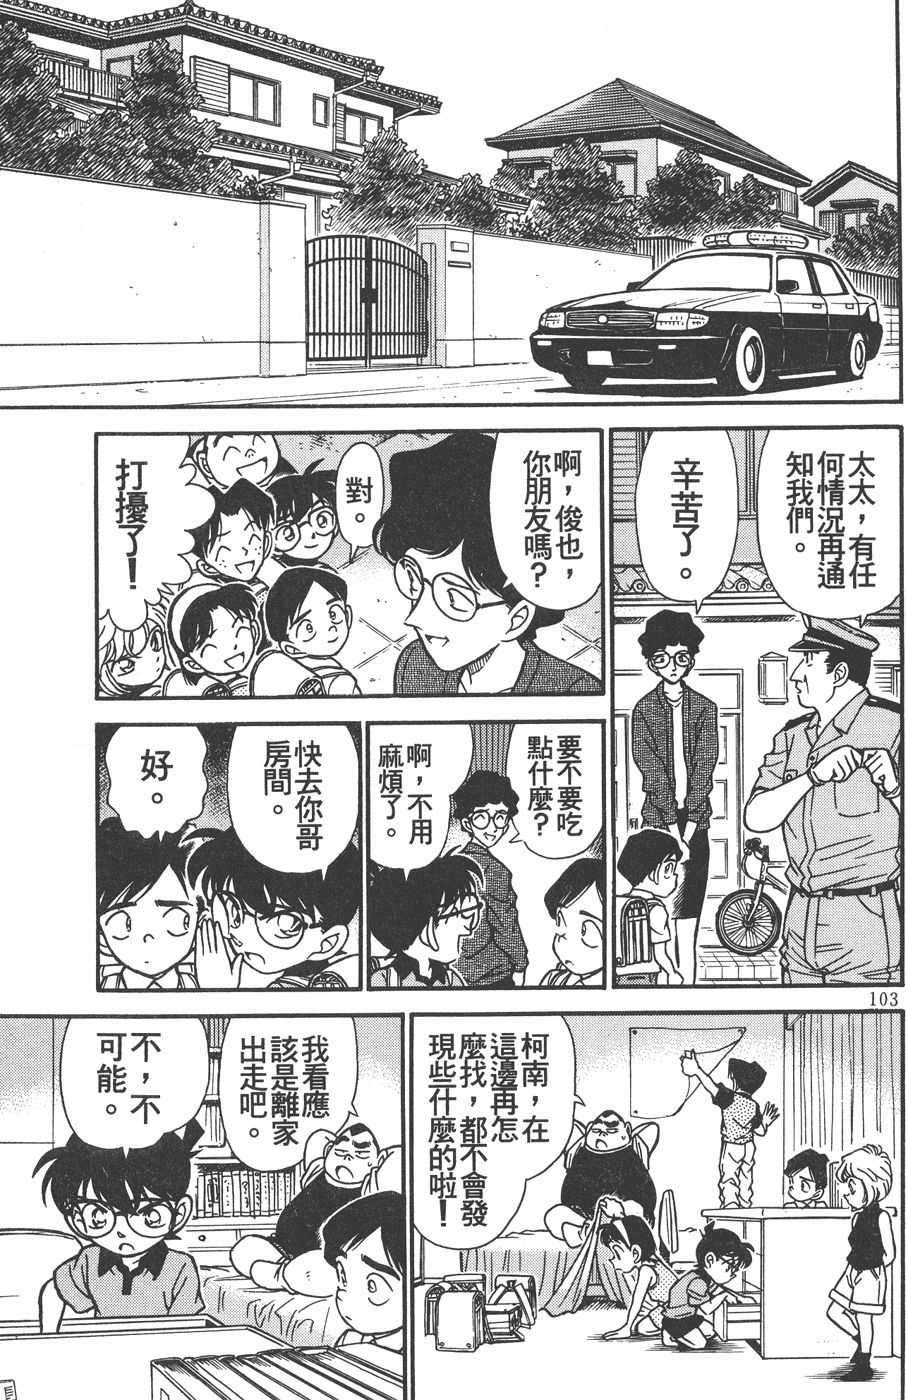 太太，有任
何情況再通
知我們。
辛苦了。
啊，俊也，
你朋友嗎？
對。
打擾了！
要不要吃
點什麼？
啊，不用
麻煩了。
快去你哥
房間。
好。
103
柯南，在
這邊再怎
麼找，都不會發
現些什麼的啦！
我看應
該是離家
出走吧。
不，不
可能。